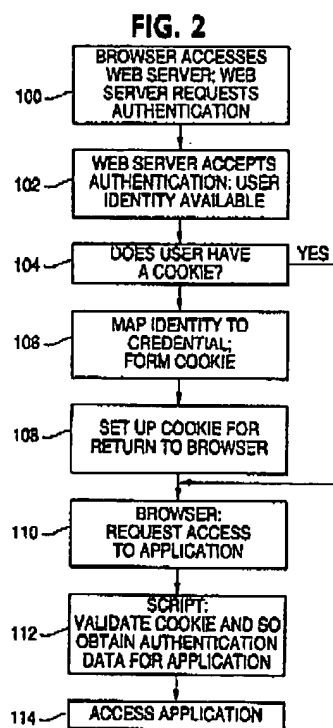 FIG. 2
BROWSER ACCESSES
WEB SERVER; WEB
SERVER REQUESTS
AUTHENTICATION
100
WEB SERVER ACCEPTS
AUTHENTICATION: USER
IDENTITY AVAILABLE
102
DOES USER HAVE
A COOKIE?
104
YES
MAP IDENTITY TO
CREDENTIAL;
FORM COOKIE
108
SET UP COOKIE FOR
RETURN TO BROWSER
108
BROWSER:
REQUEST ACCESS
TO APPLICATION
110
SCRIPT:
VALIDATE COOKIE AND SO
OBTAIN AUTHENTICATION
DATA FOR APPLICATION
112
ACCESS APPLICATION
114